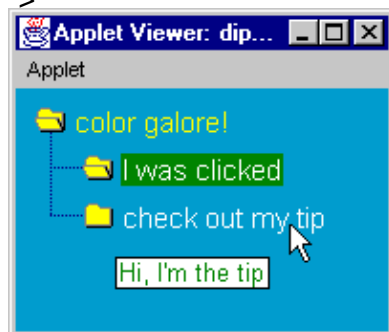 Applet Viewer: dip...
Applet
color galore!
I was clicked
check out my tip
Hi, I'm the tip